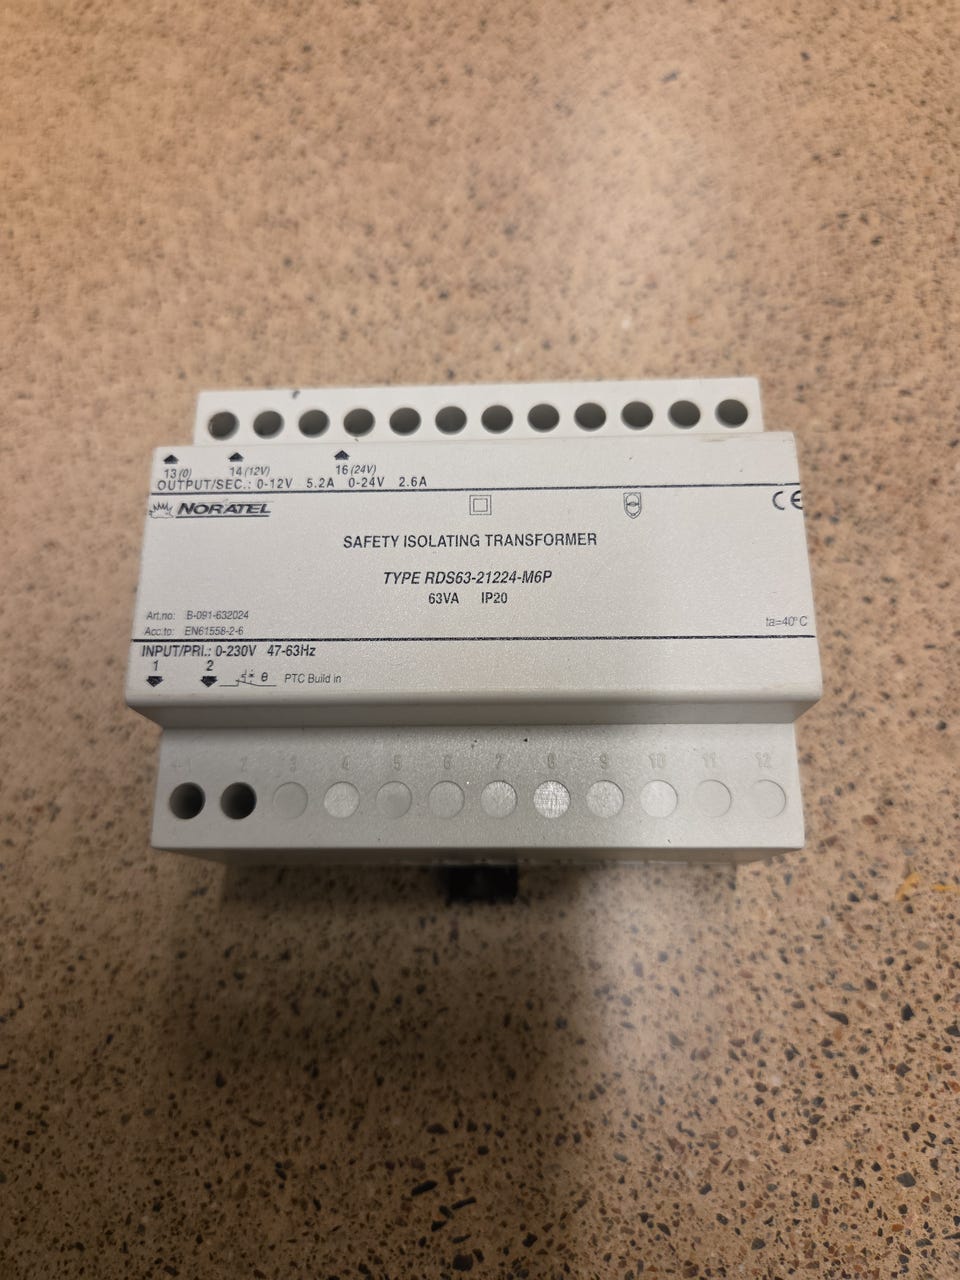 13(0) 14(12V) 16(24V)
OUTPUT/SEC.: 0-12V 5.2A 0-24V 2.6A
NORATEL
CE
SAFETY ISOLATING TRANSFORMER
TYPE RDS63-21224-M6P
63VA IP20
Art.no: B-091-632024
Acc.to: EN61558-2-6
ta=40°C
INPUT/PRI.: 0-230V 47-63Hz
1 2
θ PTC Build in
1 2 3 4 5 6 7 8 9 10 11 12